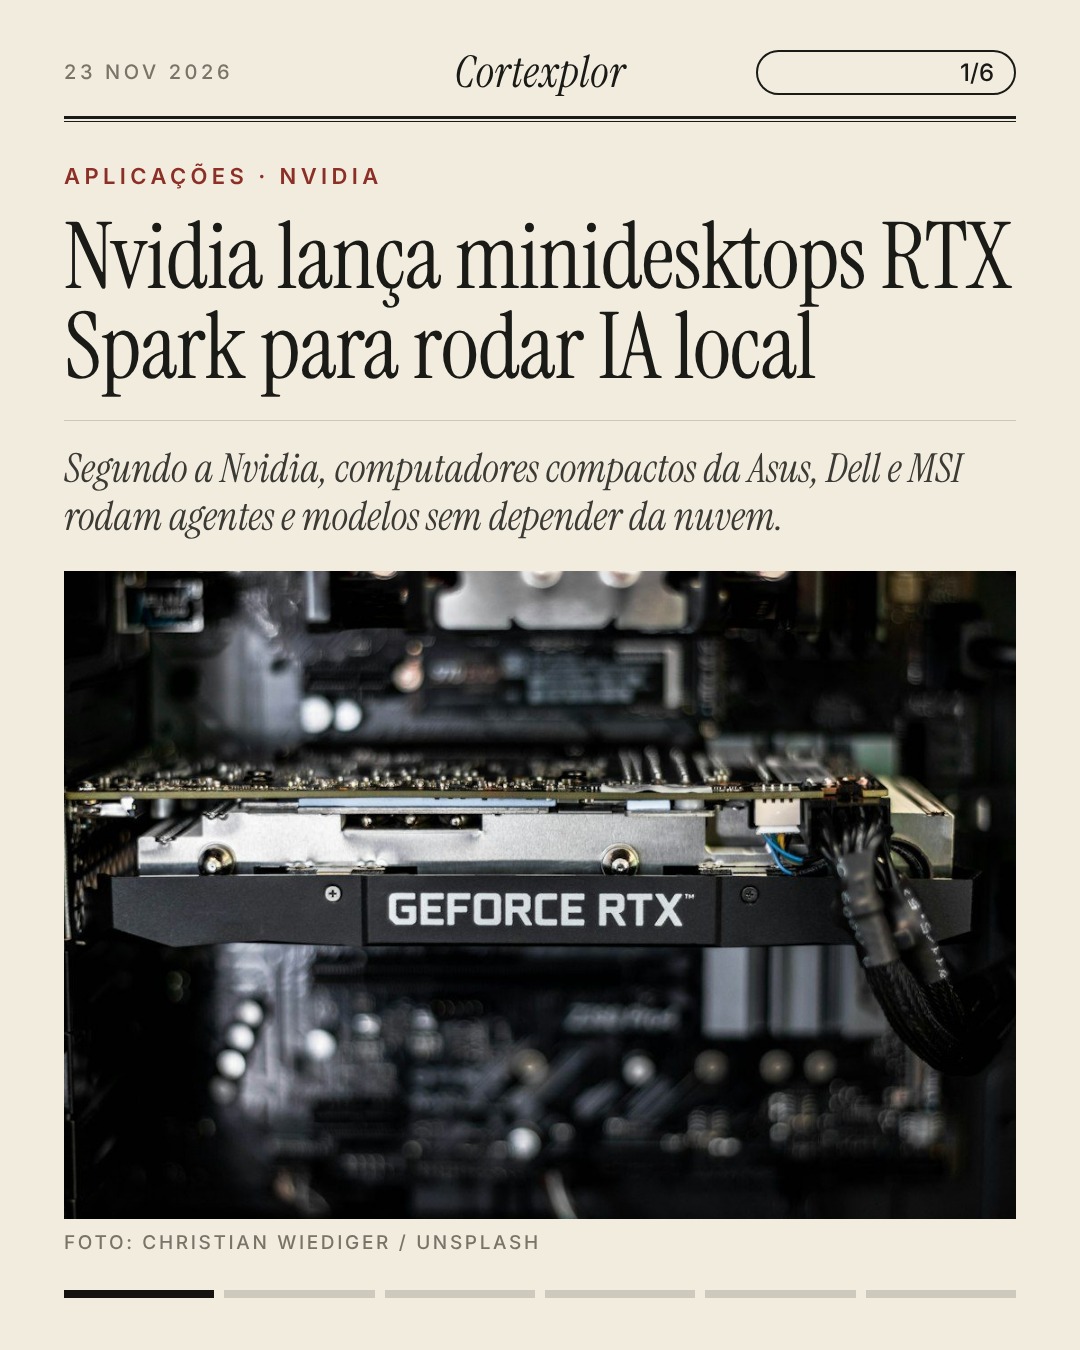 23 NOV 2026
Cortexplor
1/6
APLICAÇÕES · NVIDIA
Nvidia lança minidesktops RTX
Spark para rodar IA local
Segundo a Nvidia, computadores compactos da Asus, Dell e MSI
rodam agentes e modelos sem depender da nuvem.
GEFORCE RTX™
FOTO: CHRISTIAN WIEDIGER / UNSPLASH